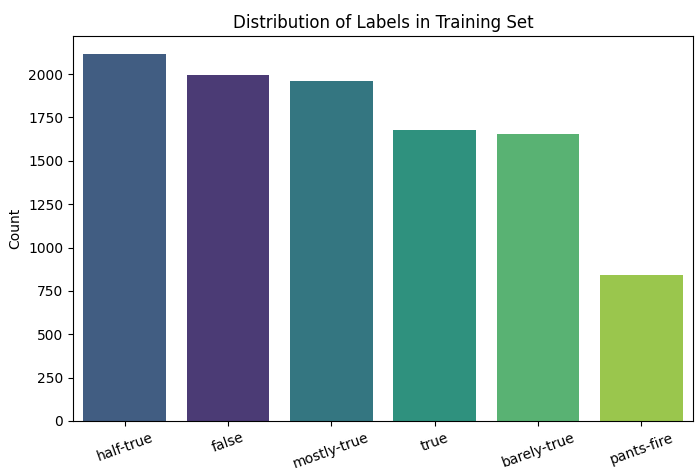 Distribution of Labels in Training Set
Count
2000
1750
1500
1250
1000
750
500
250
0
half-true
false
mostly-true
true
barely-true
pants-fire